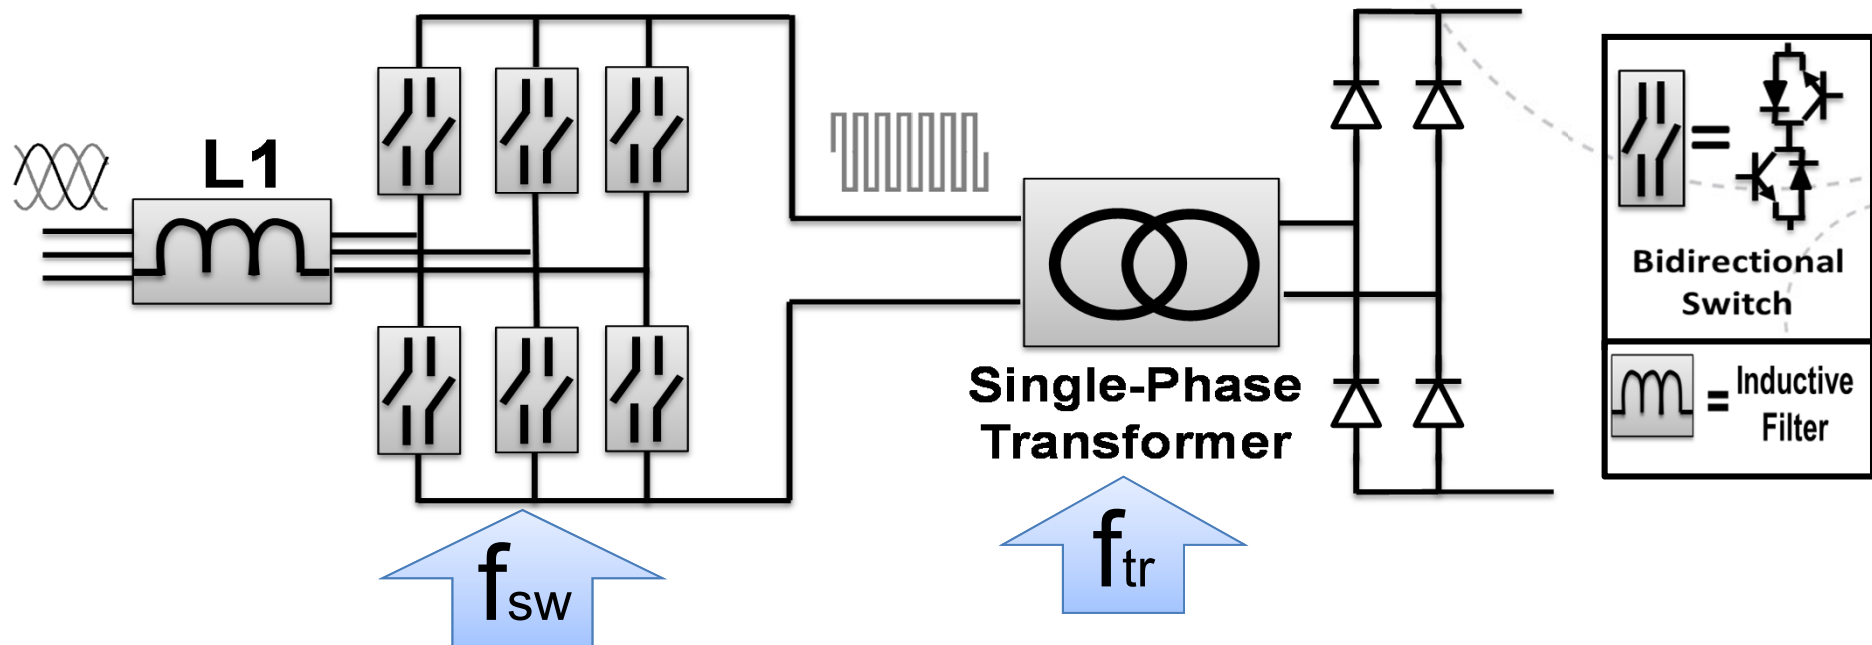 L1
Single-Phase
Transformer
fsw
ftr
=
Bidirectional
Switch
= Inductive
Filter